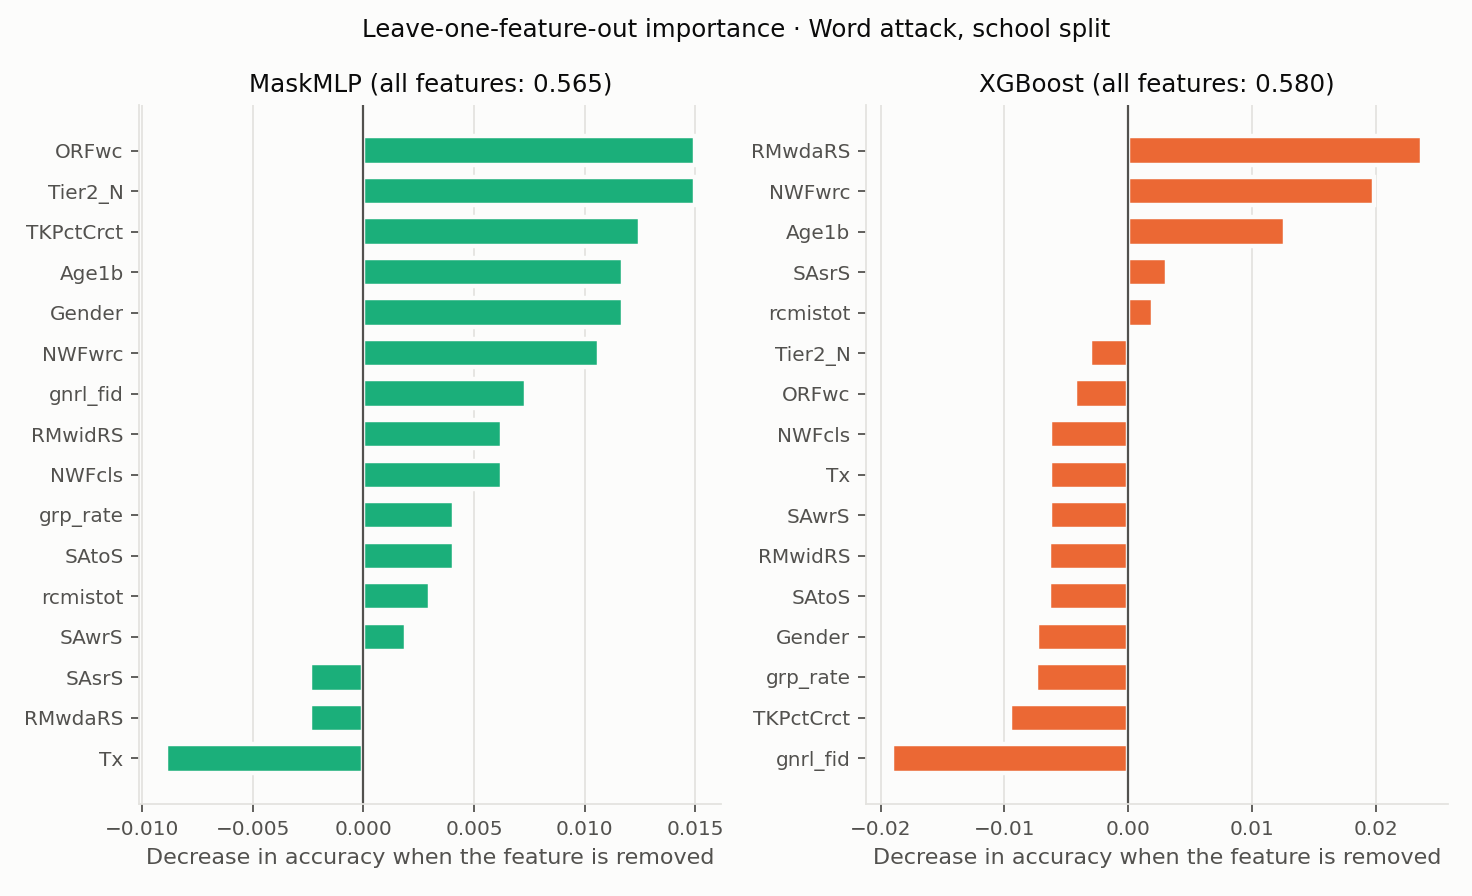 Leave-one-feature-out importance · Word attack, school split
MaskMLP (all features: 0.565)
ORFwc
Tier2_N
TKPctCrct
Age1b
Gender
NWFwrc
gnrl_fid
RMwidRS
NWFcls
grp_rate
SAtoS
rcmistot
SAwrS
SAsrS
RMwdaRS
Tx
−0.010 −0.005 0.000 0.005 0.010 0.015
Decrease in accuracy when the feature is removed
XGBoost (all features: 0.580)
RMwdaRS
NWFwrc
Age1b
SAsrS
rcmistot
Tier2_N
ORFwc
NWFcls
Tx
SAwrS
RMwidRS
SAtoS
Gender
grp_rate
TKPctCrct
gnrl_fid
−0.02 −0.01 0.00 0.01 0.02
Decrease in accuracy when the feature is removed